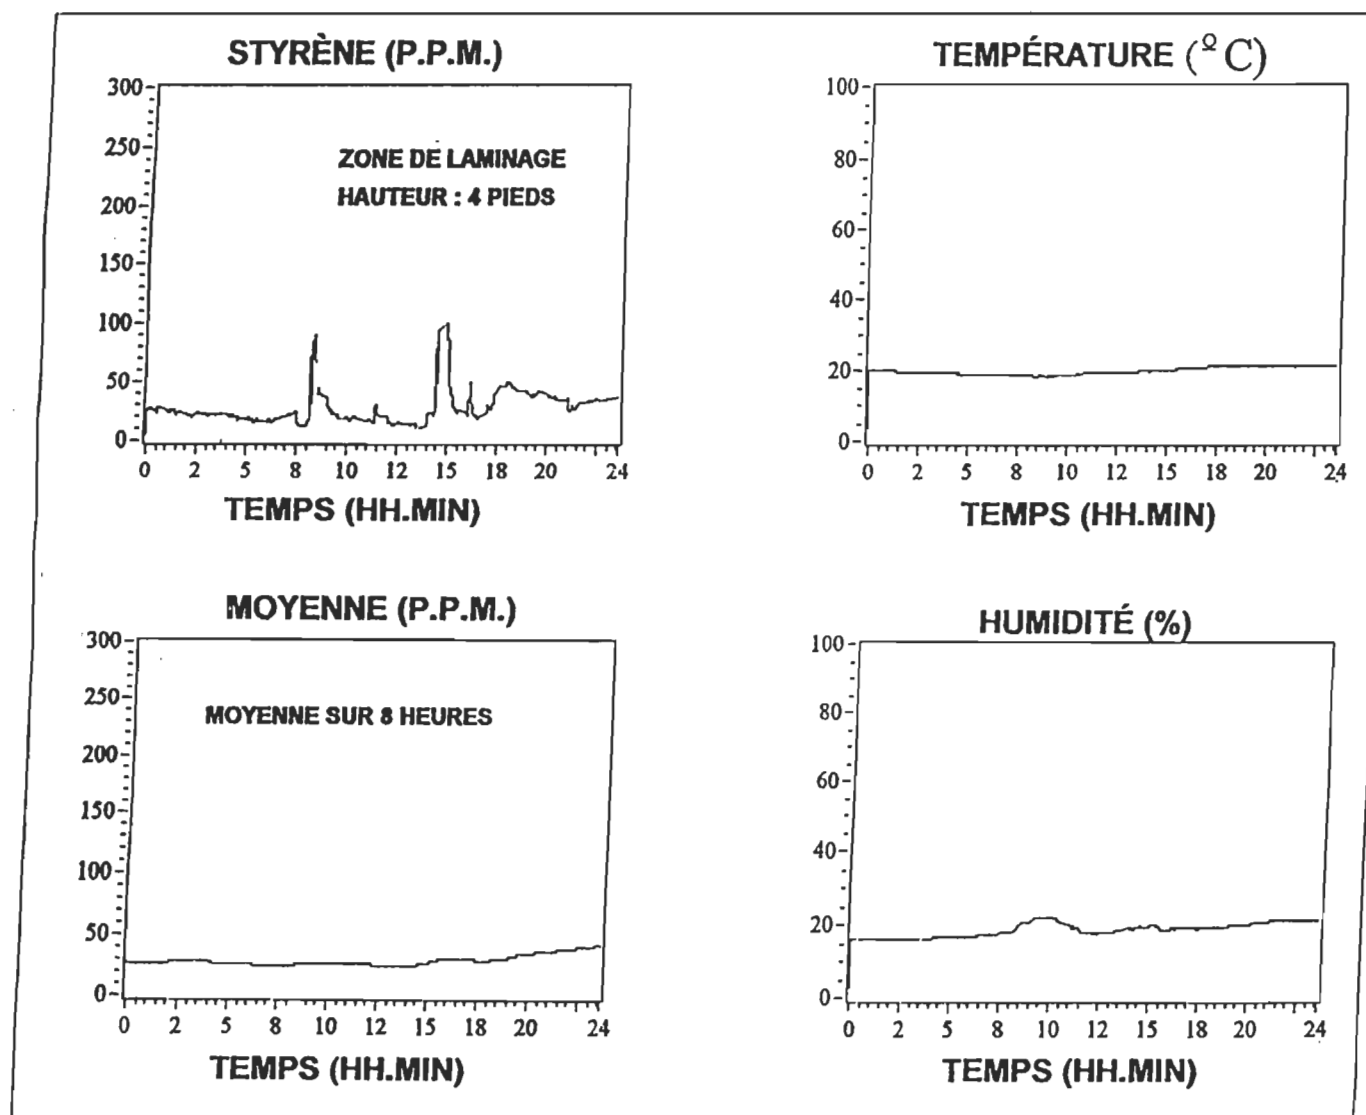 STYRÈNE (P.P.M.)
300
250
200
150
100
50
0
ZONE DE LAMINAGE
HAUTEUR : 4 PIEDS
0 2 5 8 10 12 15 18 20 24
TEMPS (HH.MIN)
TEMPÉRATURE (ºC)
100
80
60
40
20
0
0 2 5 8 10 12 15 18 20 24
TEMPS (HH.MIN)
MOYENNE (P.P.M.)
300
250
200
150
100
50
0
MOYENNE SUR 8 HEURES
0 2 5 8 10 12 15 18 20 24
TEMPS (HH.MIN)
HUMIDITÉ (%)
100
80
60
40
20
0
0 2 5 8 10 12 15 18 20 24
TEMPS (HH.MIN)